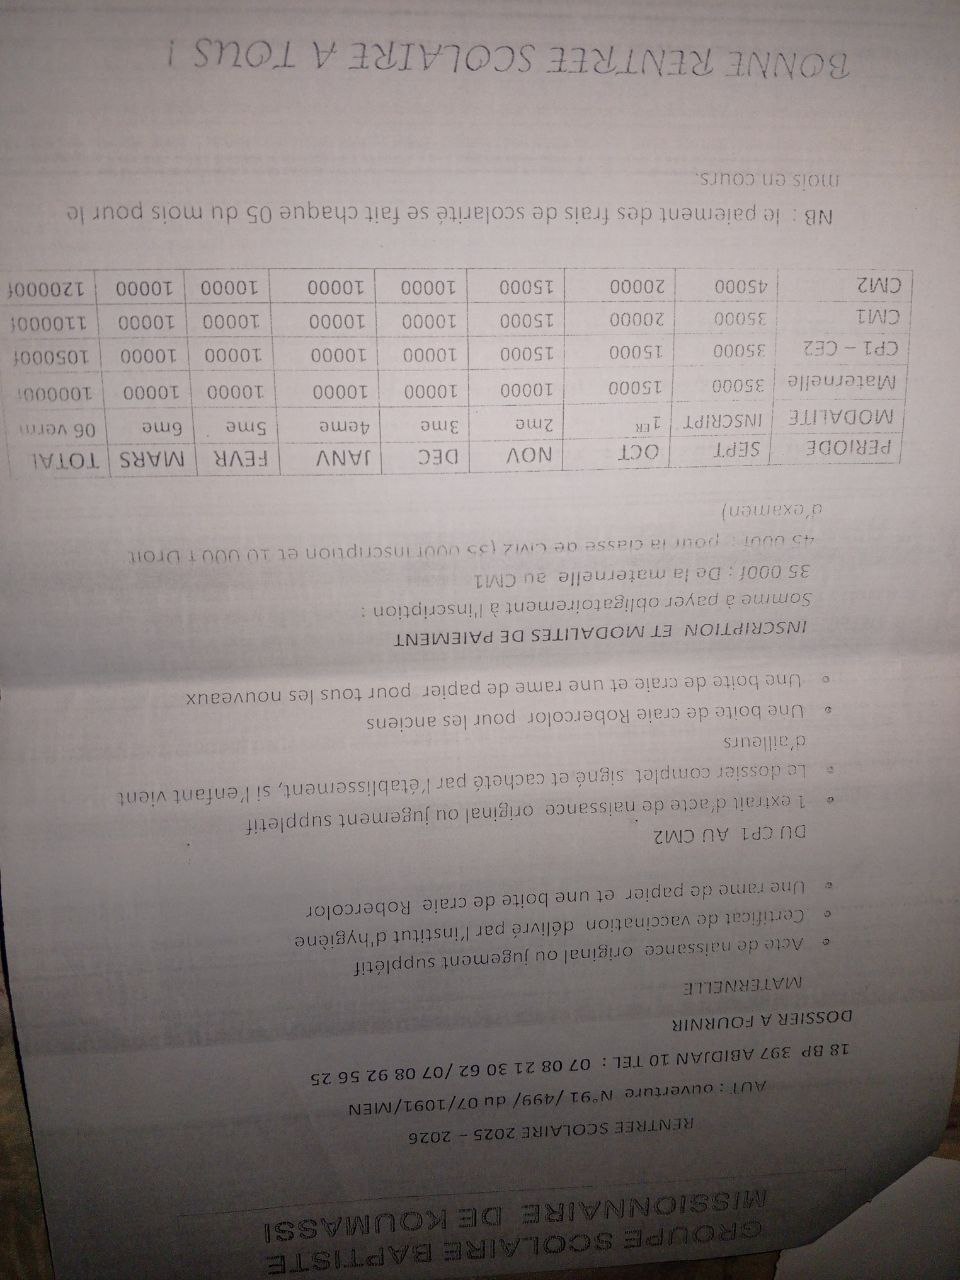 GROUPE SCOLAIRE BAPTISTE
MISSIONNAIRE DE KOUMASSI
RENTREE SCOLAIRE 2025 – 2026
AUT : ouverture N°91 /499/ du 07/1091/MEN
18 BP 397 ABIDJAN 10 TEL : 07 08 21 30 62 /07 08 92 56 25
DOSSIER A FOURNIR
MATERNELLE
• Acte de naissance original ou jugement supplétif
• Certificat de vaccination délivré par l'institut d'hygiène
• Une rame de papier et une boite de craie Robercolor
DU CP1 AU CM2
• 1 extrait d'acte de naissance original ou jugement suppletif
• Le dossier complet signé et cacheté par l'établissement, si l'enfant vient
d'ailleurs
• Une boite de craie Robercolor pour les anciens
• Une boite de craie et une rame de papier pour tous les nouveaux
INSCRIPTION ET MODALITES DE PAIEMENT
Somme à payer obligatoirement à l'inscription :
35 000f : De la maternelle au CM1
45 000f : pour la classe de CM2 (35 000f inscription et 10 000 f Droit
d'examen)
PERIODE SEPT OCT NOV DEC JANV FEVR MARS TOTAL
MODALITE INSCRIPT 1ER 2me 3me 4eme 5me 6me 06 verm
Maternelle 35000 15000 10000 10000 10000 10000 10000 100000f
CP1 – CE2 35000 15000 15000 10000 10000 10000 10000 105000f
CM1 35000 20000 15000 10000 10000 10000 10000 110000f
CM2 45000 20000 15000 10000 10000 10000 10000 120000f
NB : le paiement des frais de scolarité se fait chaque 05 du mois pour le
mois en cours.
BONNE RENTREE SCOLAIRE A TOUS !